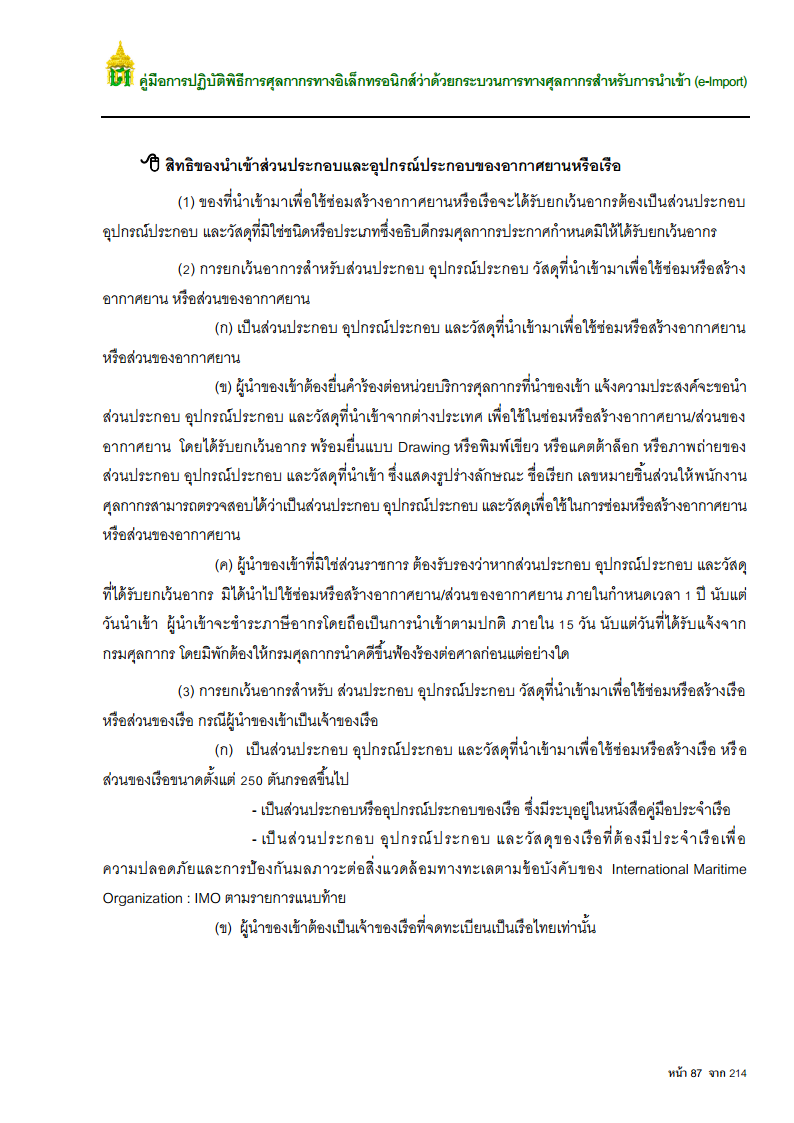 คู่มือการปฏิบัติพิธีการศุลกากรทางอิเล็กทรอนิกส์ว่าด้วยกระบวนการทางศุลกากรสำหรับการนำเข้า (e-Import)
สิทธิของนำเข้าส่วนประกอบและอุปกรณ์ประกอบของอากาศยานหรือเรือ
(1) ของที่นำเข้ามาเพื่อใช้ซ่อมสร้างอากาศยานหรือเรือจะได้รับยกเว้นอากรต้องเป็นส่วนประกอบ
อุปกรณ์ประกอบ และวัสดุที่มิใช่ชนิดหรือประเภทซึ่งอธิบดีกรมศุลกากรประกาศกำหนดมิให้ได้รับยกเว้นอากร
(2) การยกเว้นอาการสำหรับส่วนประกอบ อุปกรณ์ประกอบ วัสดุที่นำเข้ามาเพื่อใช้ซ่อมหรือสร้าง
อากาศยาน หรือส่วนของอากาศยาน
(ก) เป็นส่วนประกอบ อุปกรณ์ประกอบ และวัสดุที่นำเข้ามาเพื่อใช้ซ่อมหรือสร้างอากาศยาน
หรือส่วนของอากาศยาน
(ข) ผู้นำของเข้าต้องยื่นคำร้องต่อหน่วยบริการศุลกากรที่นำของเข้า แจ้งความประสงค์จะขอนำ
ส่วนประกอบ อุปกรณ์ประกอบ และวัสดุที่นำเข้าจากต่างประเทศ เพื่อใช้ในซ่อมหรือสร้างอากาศยาน/ส่วนของ
อากาศยาน โดยได้รับยกเว้นอากร พร้อมยื่นแบบ Drawing หรือพิมพ์เขียว หรือแคตต้าล็อก หรือภาพถ่ายของ
ส่วนประกอบ อุปกรณ์ประกอบ และวัสดุที่นำเข้า ซึ่งแสดงรูปร่างลักษณะ ชื่อเรียก เลขหมายชิ้นส่วนให้พนักงาน
ศุลกากรสามารถตรวจสอบได้ว่าเป็นส่วนประกอบ อุปกรณ์ประกอบ และวัสดุเพื่อใช้ในการซ่อมหรือสร้างอากาศยาน
หรือส่วนของอากาศยาน
(ค) ผู้นำของเข้าที่มิใช่ส่วนราชการ ต้องรับรองว่าหากส่วนประกอบ อุปกรณ์ประกอบ และวัสดุ
ที่ได้รับยกเว้นอากร มิได้นำไปใช้ซ่อมหรือสร้างอากาศยาน/ส่วนของอากาศยาน ภายในกำหนดเวลา 1 ปี นับแต่
วันนำเข้า ผู้นำเข้าจะชำระภาษีอากรโดยถือเป็นการนำเข้าตามปกติ ภายใน 15 วัน นับแต่วันที่ได้รับแจ้งจาก
กรมศุลกากร โดยมิพักต้องให้กรมศุลกากรนำคดีขึ้นฟ้องร้องต่อศาลก่อนแต่อย่างใด
(3) การยกเว้นอากรสำหรับ ส่วนประกอบ อุปกรณ์ประกอบ วัสดุที่นำเข้ามาเพื่อใช้ซ่อมหรือสร้างเรือ
หรือส่วนของเรือ กรณีผู้นำของเข้าเป็นเจ้าของเรือ
(ก) เป็นส่วนประกอบ อุปกรณ์ประกอบ และวัสดุที่นำเข้ามาเพื่อใช้ซ่อมหรือสร้างเรือ หรือ
ส่วนของเรือขนาดตั้งแต่ 250 ตันกรอสขึ้นไป
- เป็นส่วนประกอบหรืออุปกรณ์ประกอบของเรือ ซึ่งมีระบุอยู่ในหนังสือคู่มือประจำเรือ
- เป็นส่วนประกอบ อุปกรณ์ประกอบ และวัสดุของเรือที่ต้องมีประจำเรือเพื่อ
ความปลอดภัยและการป้องกันมลภาวะต่อสิ่งแวดล้อมทางทะเลตามข้อบังคับของ International Maritime
Organization : IMO ตามรายการแนบท้าย
(ข) ผู้นำของเข้าต้องเป็นเจ้าของเรือที่จดทะเบียนเป็นเรือไทยเท่านั้น
หน้า 87 จาก 214